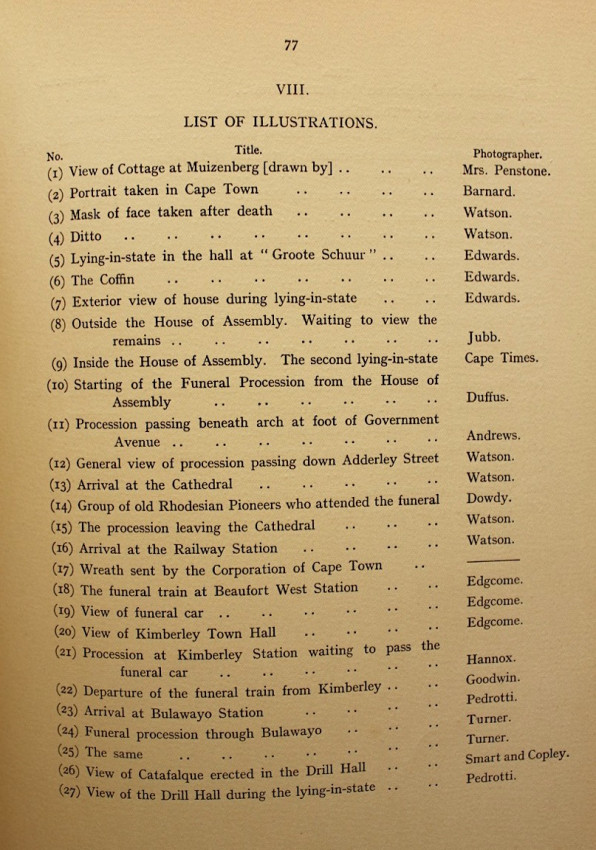 77
VIII.
LIST OF ILLUSTRATIONS.
No. Title. Photographer.
(1) View of Cottage at Muizenberg [drawn by] .. .. .. Mrs. Penstone.
(2) Portrait taken in Cape Town .. .. .. .. Barnard.
(3) Mask of face taken after death .. .. .. .. Watson.
(4) Ditto .. .. .. .. .. .. .. .. Watson.
(5) Lying-in-state in the hall at “ Groote Schuur ” .. .. Edwards.
(6) The Coffin .. .. .. .. .. .. .. Edwards.
(7) Exterior view of house during lying-in-state .. .. Edwards.
(8) Outside the House of Assembly. Waiting to view the
remains .. .. .. .. .. .. .. Jubb.
(9) Inside the House of Assembly. The second lying-in-state Cape Times.
(10) Starting of the Funeral Procession from the House of
Assembly .. .. .. .. .. .. Duffus.
(11) Procession passing beneath arch at foot of Government
Avenue .. .. .. .. .. .. .. Andrews.
(12) General view of procession passing down Adderley Street Watson.
(13) Arrival at the Cathedral .. .. .. .. .. Watson.
(14) Group of old Rhodesian Pioneers who attended the funeral Dowdy.
(15) The procession leaving the Cathedral .. .. .. Watson.
(16) Arrival at the Railway Station .. .. .. .. Watson.
(17) Wreath sent by the Corporation of Cape Town .. ——
(18) The funeral train at Beaufort West Station .. .. Edgcome.
(19) View of funeral car .. .. .. .. .. .. Edgcome.
(20) View of Kimberley Town Hall .. .. .. .. Edgcome.
(21) Procession at Kimberley Station waiting to pass the
funeral car .. .. .. .. .. .. Hannox.
(22) Departure of the funeral train from Kimberley .. .. Goodwin.
(23) Arrival at Bulawayo Station .. .. .. .. Pedrotti.
(24) Funeral procession through Bulawayo .. .. .. Turner.
(25) The same .. .. .. .. .. .. .. Turner.
(26) View of Catafalque erected in the Drill Hall .. .. Smart and Copley.
(27) View of the Drill Hall during the lying-in-state .. .. Pedrotti.